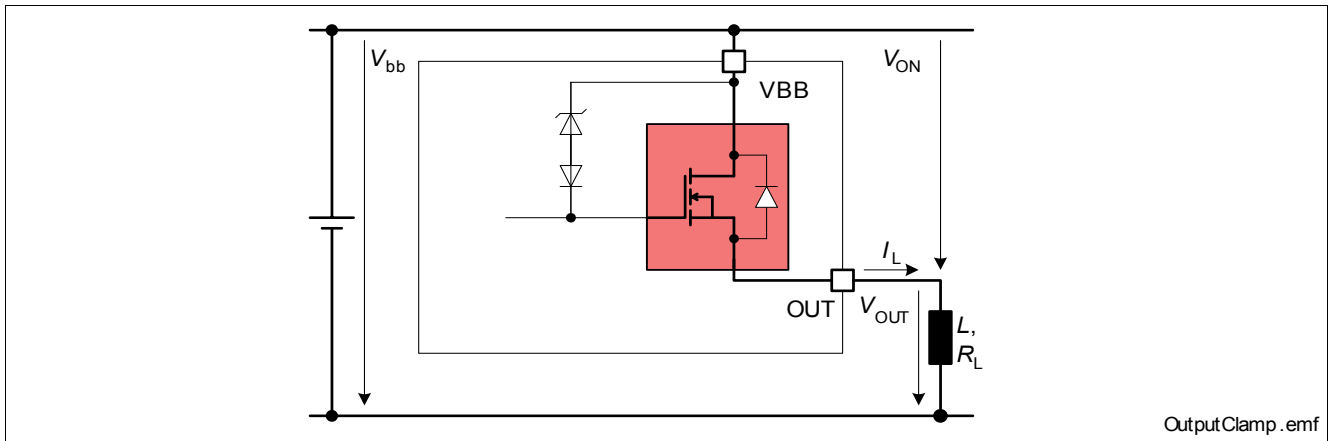 Vbb
VON
VBB
IL
OUT
VOUT
L,
RL
OutputClamp.emf